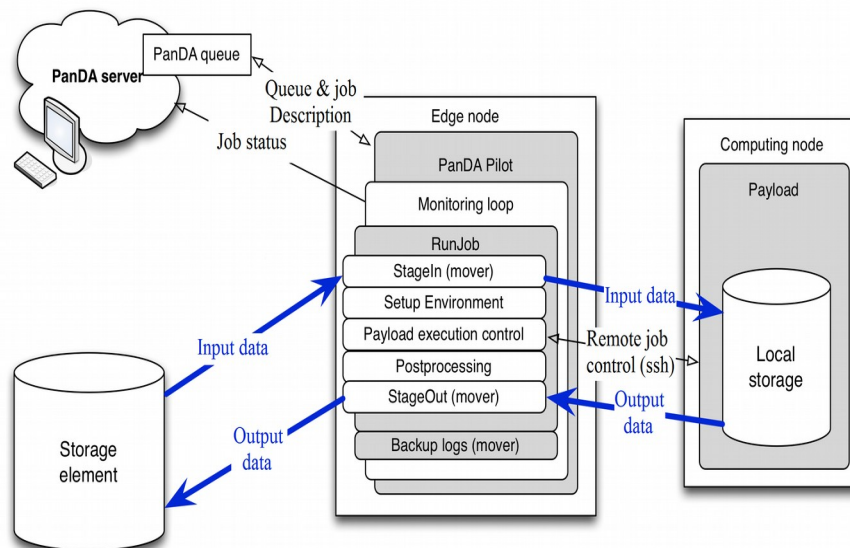 PanDA queue
PanDA server
Queue & job
Description
Job status
Edge node
PanDA Pilot
Monitoring loop
RunJob
StageIn (mover)
Setup Environment
Payload execution control
Postprocessing
StageOut (mover)
Backup logs (mover)
Input data
Output
data
Storage
element
Input data
Remote job
control (ssh)
Output
data
Computing node
Payload
Local
storage